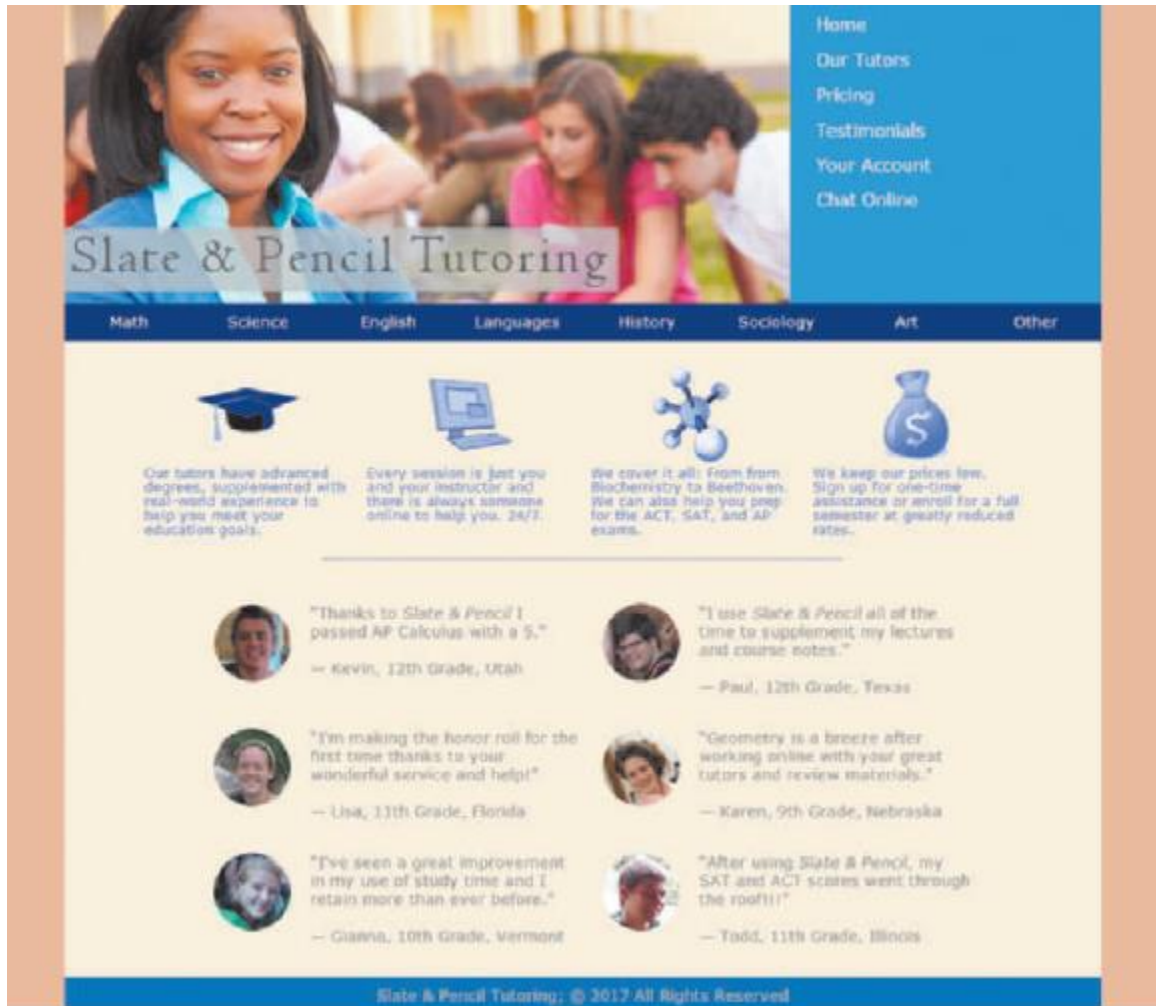 Home
Our Tutors
Pricing
Testimonials
Your Account
Chat Online
Slate & Pencil Tutoring
Math Science English Languages History Sociology Art Other
Our tutors have advanced
degrees, supplemented with
real-world experience to
help you meet your
education goals.
Every session is just you
and your instructor and
there is always someone
online to help you. 24/7.
We cover it all: From from
Biochemistry to Beethoven.
We can also help you prep
for the ACT, SAT, and AP
exams.
We keep our prices low.
Sign up for one-time
assistance or enroll for a full
semester at greatly reduced
rates.
"Thanks to Slate & Pencil I
passed AP Calculus with a 5."
— Kevin, 12th Grade, Utah
"I use Slate & Pencil all of the
time to supplement my lectures
and course notes."
— Paul, 12th Grade, Texas
"I'm making the honor roll for the
first time thanks to your
wonderful service and help!"
— Lisa, 11th Grade, Florida
"Geometry is a breeze after
working online with your great
tutors and review materials."
— Karen, 9th Grade, Nebraska
"I've seen a great improvement
in my use of study time and I
retain more than ever before."
— Gianna, 10th Grade, Vermont
"After using Slate & Pencil, my
SAT and ACT scores went through
the roof!!!"
— Todd, 11th Grade, Illinois
Slate & Pencil Tutoring; © 2017 All Rights Reserved
$